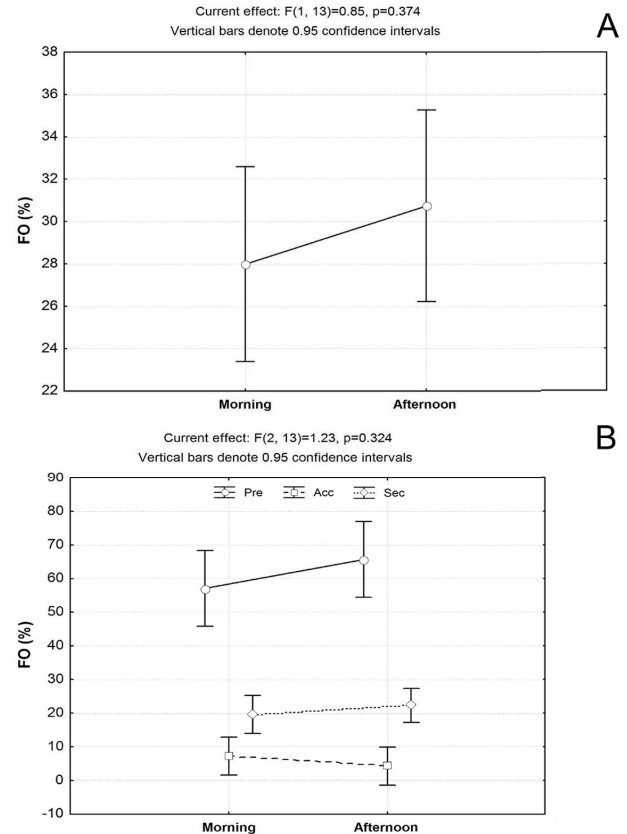 Current effect: F(1, 13)=0.85, p=0.374
Vertical bars denote 0.95 confidence intervals
A
38
36
34
32
30
28
26
24
22
FO (%)
Morning Afternoon
Current effect: F(2, 13)=1.23, p=0.324
Vertical bars denote 0.95 confidence intervals
B
Pre Acc Sec
90
80
70
60
50
40
30
20
10
0
-10
FO (%)
Morning Afternoon